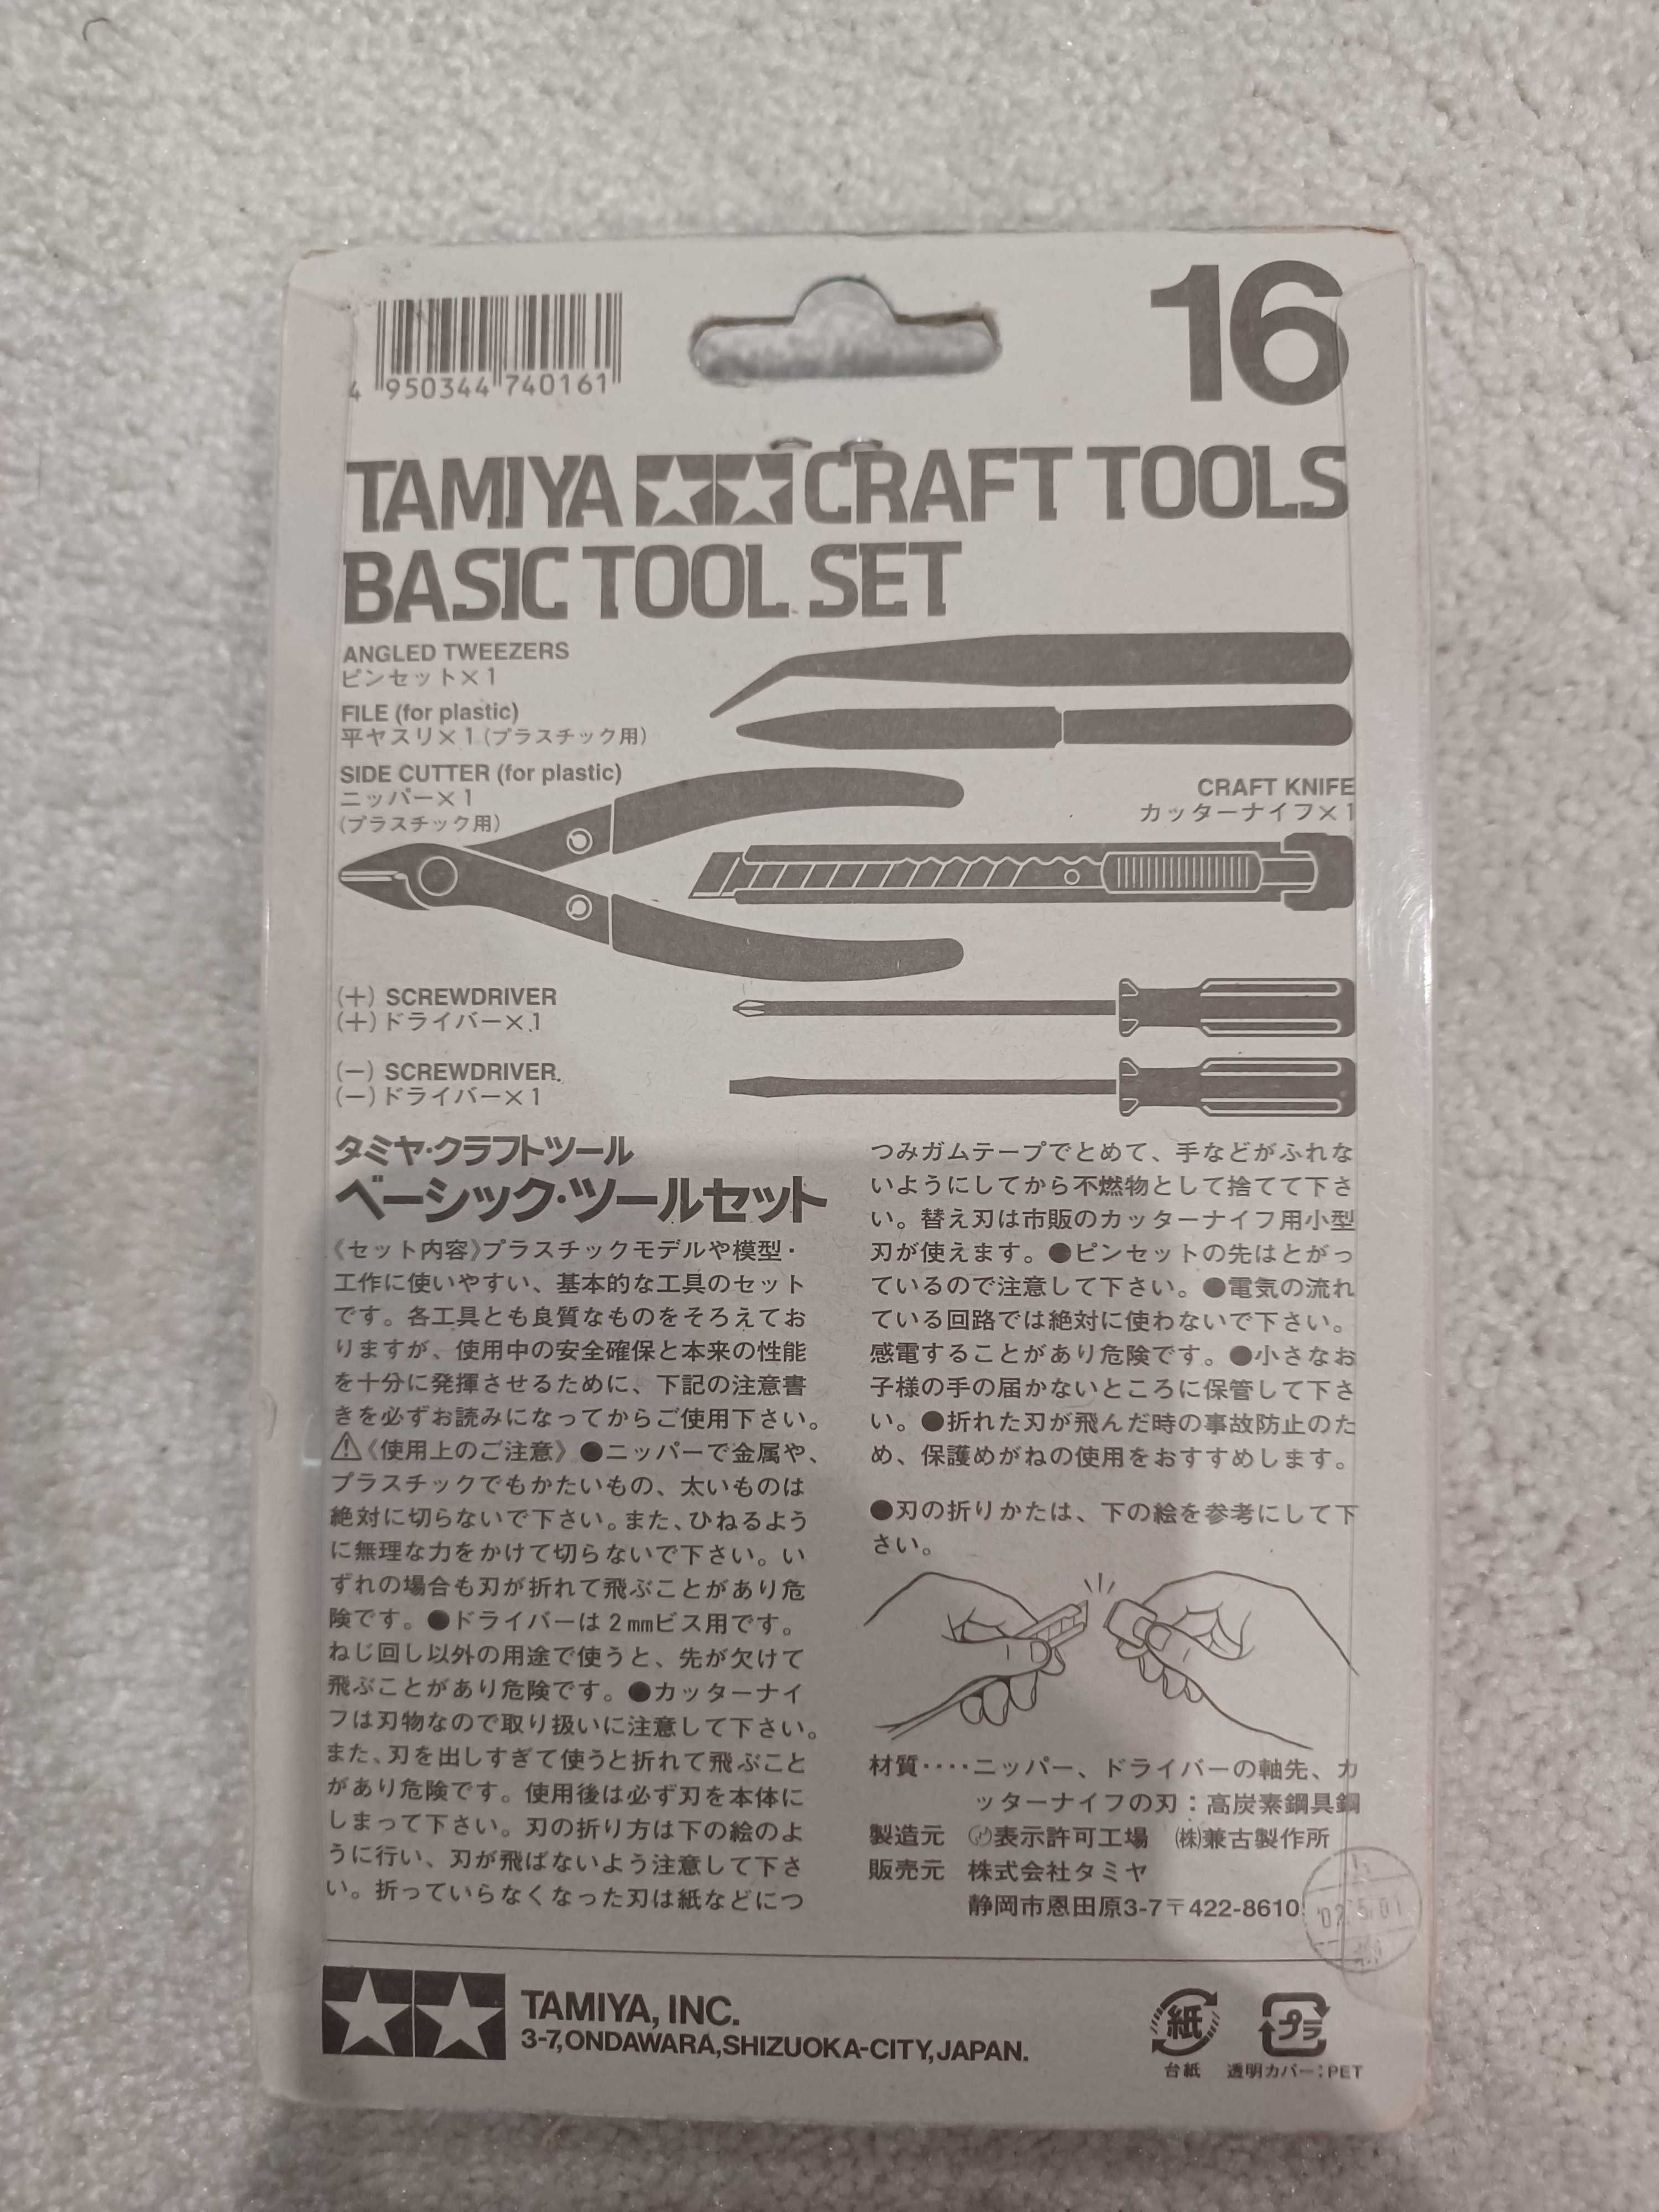 16
4 950344 740161
TAMIYA CRAFT TOOLS
BASIC TOOL SET
ANGLED TWEEZERS
ピンセット×1
FILE (for plastic)
平ヤスリ×1(プラスチック用)
SIDE CUTTER (for plastic)
ニッパー×1
(プラスチック用)
CRAFT KNIFE
カッターナイフ×1
(+) SCREWDRIVER
(+)ドライバー×1
(−) SCREWDRIVER
(−)ドライバー×1
タミヤ・クラフトツール
ベーシック・ツールセット
《セット内容》プラスチックモデルや模型・
工作に使いやすい、基本的な工具のセット
です。各工具とも良質なものをそろえてお
りますが、使用中の安全確保と本来の性能
を十分に発揮させるために、下記の注意書
きを必ずお読みになってからご使用下さい。
⚠《使用上のご注意》●ニッパーで金属や、
プラスチックでもかたいもの、太いものは
絶対に切らないで下さい。また、ひねるよう
に無理な力をかけて切らないで下さい。い
ずれの場合も刃が折れて飛ぶことがあり危
険です。●ドライバーは2㎜ビス用です。
ねじ回し以外の用途で使うと、先が欠けて
飛ぶことがあり危険です。●カッターナイ
フは刃物なので取り扱いに注意して下さい。
また、刃を出しすぎて使うと折れて飛ぶこと
があり危険です。使用後は必ず刃を本体に
しまって下さい。刃の折り方は下の絵のよ
うに行い、刃が飛ばないよう注意して下さ
い。折っていらなくなった刃は紙などにつ
つみガムテープでとめて、手などがふれな
いようにしてから不燃物として捨てて下さ
い。替え刃は市販のカッターナイフ用小型
刃が使えます。●ピンセットの先はとがっ
ているので注意して下さい。●電気の流れ
ている回路では絶対に使わないで下さい。
感電することがあり危険です。●小さなお
子様の手の届かないところに保管して下さ
い。●折れた刃が飛んだ時の事故防止のた
め、保護めがねの使用をおすすめします。
●刃の折りかたは、下の絵を参考にして下
さい。
材質‥‥ニッパー、ドライバーの軸先、カ
ッターナイフの刃：高炭素鋼具鋼
製造元 表示許可工場 ㈱兼古製作所
販売元 株式会社タミヤ
静岡市恩田原3-7〒422-8610
TAMIYA, INC.
3-7,ONDAWARA,SHIZUOKA-CITY,JAPAN.
紙
台紙
プラ
透明カバー：PET